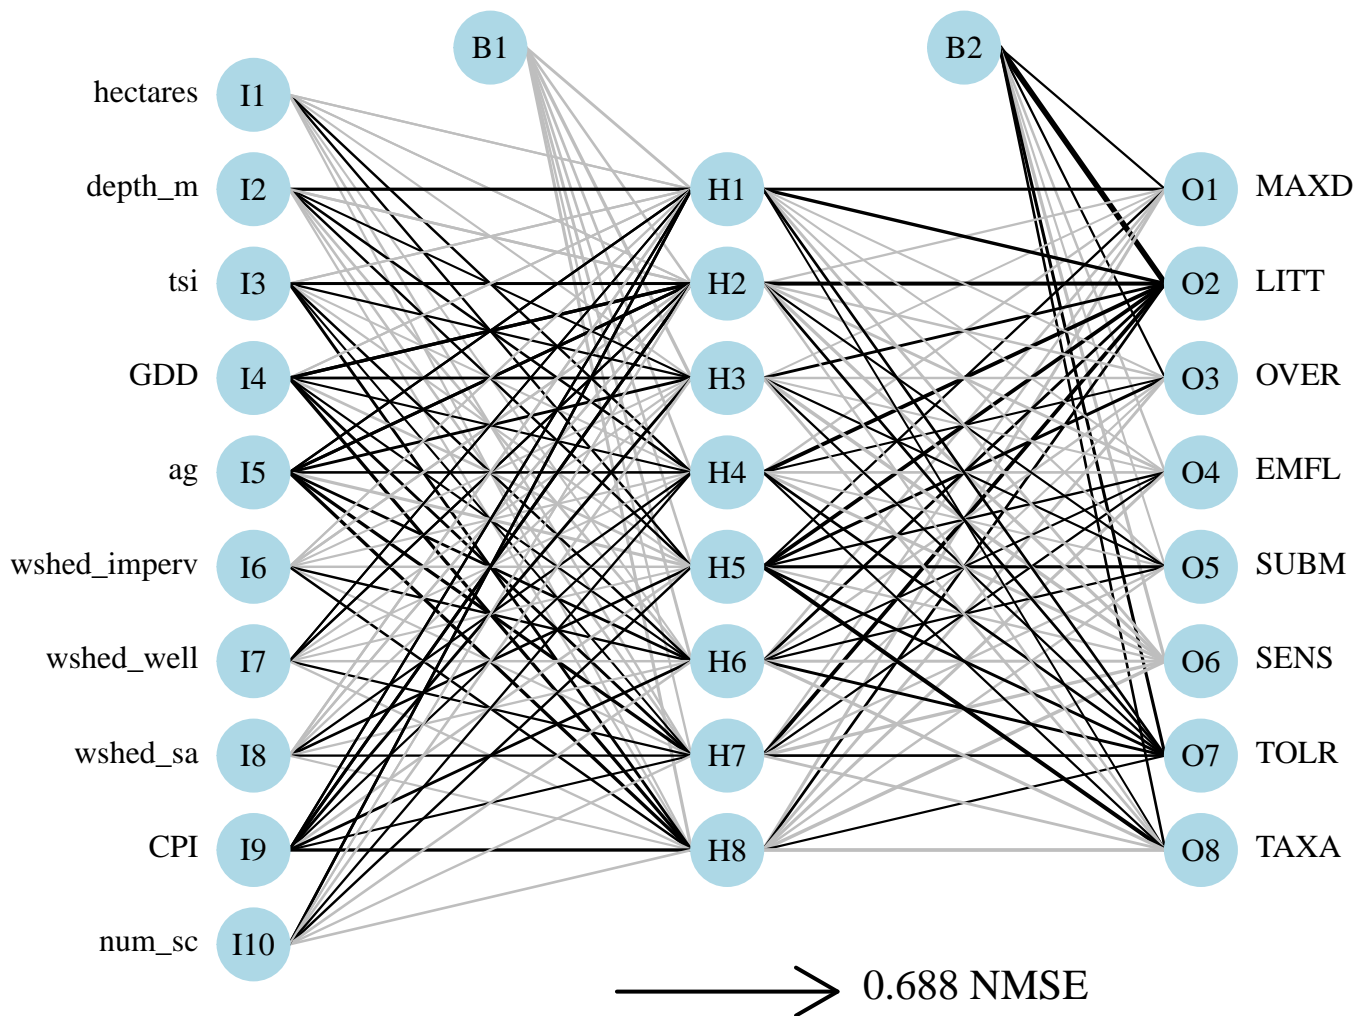 B1 B2
hectares I1
depth_m I2 H1 O1 MAXD
tsi I3 H2 O2 LITT
GDD I4 H3 O3 OVER
ag I5 H4 O4 EMFL
wshed_imperv I6 H5 O5 SUBM
wshed_well I7 H6 O6 SENS
wshed_sa I8 H7 O7 TOLR
CPI I9 H8 O8 TAXA
num_sc I10
0.688 NMSE